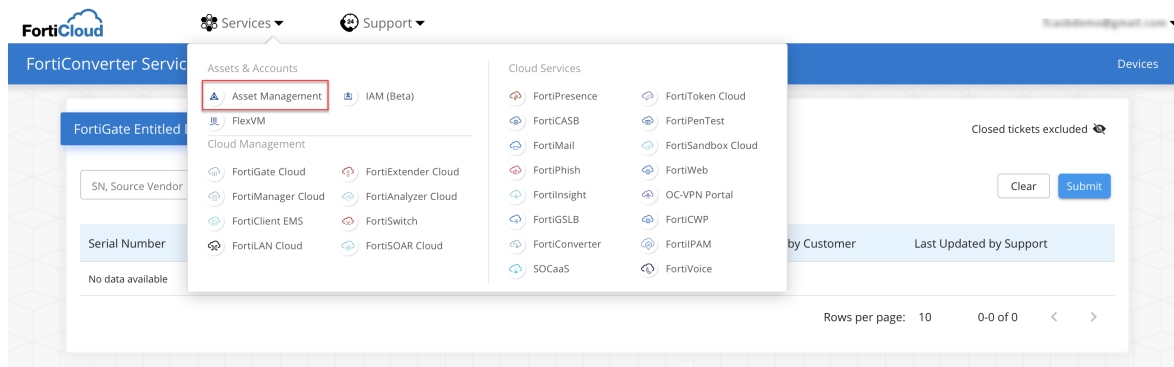 FortiCloud
Services
24
Support
FortiConverter Servic
Devices
Assets & Accounts
Asset Management
IAM (Beta)
FlexVM
Cloud Management
FortiGate Cloud
FortiExtender Cloud
FortiManager Cloud
FortiAnalyzer Cloud
FortiClient EMS
FortiSwitch
FortiLAN Cloud
FortiSOAR Cloud
Cloud Services
FortiPresence
FortiToken Cloud
FortiCASB
FortiPenTest
FortiMail
FortiSandbox Cloud
FortiPhish
FortiWeb
FortiInsight
OC-VPN Portal
FortiGSLB
FortiCWP
FortiConverter
FortiIPAM
SOCaaS
FortiVoice
FortiGate Entitled
Closed tickets excluded
SN, Source Vendor
Clear
Submit
Serial Number
by Customer
Last Updated by Support
No data available
Rows per page: 10
0-0 of 0